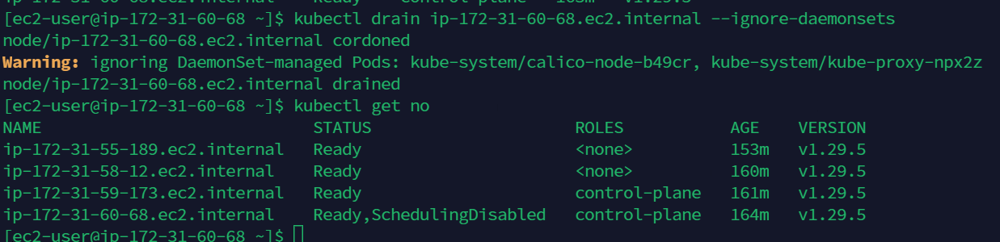 [ec2-user@ip-172-31-60-68 ~]$ kubectl drain ip-172-31-60-68.ec2.internal --ignore-daemonsets
node/ip-172-31-60-68.ec2.internal cordoned
Warning: ignoring DaemonSet-managed Pods: kube-system/calico-node-b49cr, kube-system/kube-proxy-npx2z
node/ip-172-31-60-68.ec2.internal drained
[ec2-user@ip-172-31-60-68 ~]$ kubectl get no
NAME STATUS ROLES AGE VERSION
ip-172-31-55-189.ec2.internal Ready <none> 153m v1.29.5
ip-172-31-58-12.ec2.internal Ready <none> 160m v1.29.5
ip-172-31-59-173.ec2.internal Ready control-plane 161m v1.29.5
ip-172-31-60-68.ec2.internal Ready,SchedulingDisabled control-plane 164m v1.29.5
[ec2-user@ip-172-31-60-68 ~]$